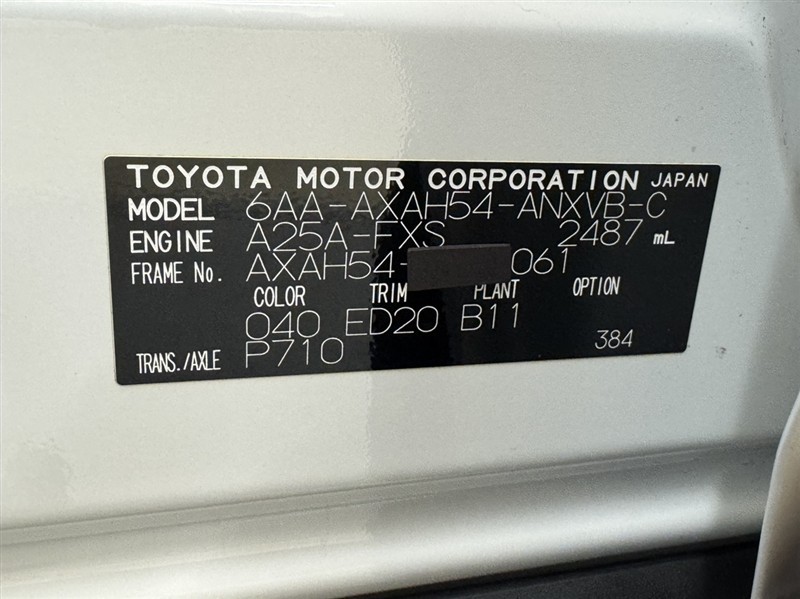 TOYOTA MOTOR CORPORATION JAPAN
MODEL 6AA-AXAH54-ANXVB-C
ENGINE A25A-FXS 2487 mL
FRAME No. AXAH54- 061
COLOR TRIM PLANT OPTION
040 ED20 B11
TRANS./AXLE P710 384